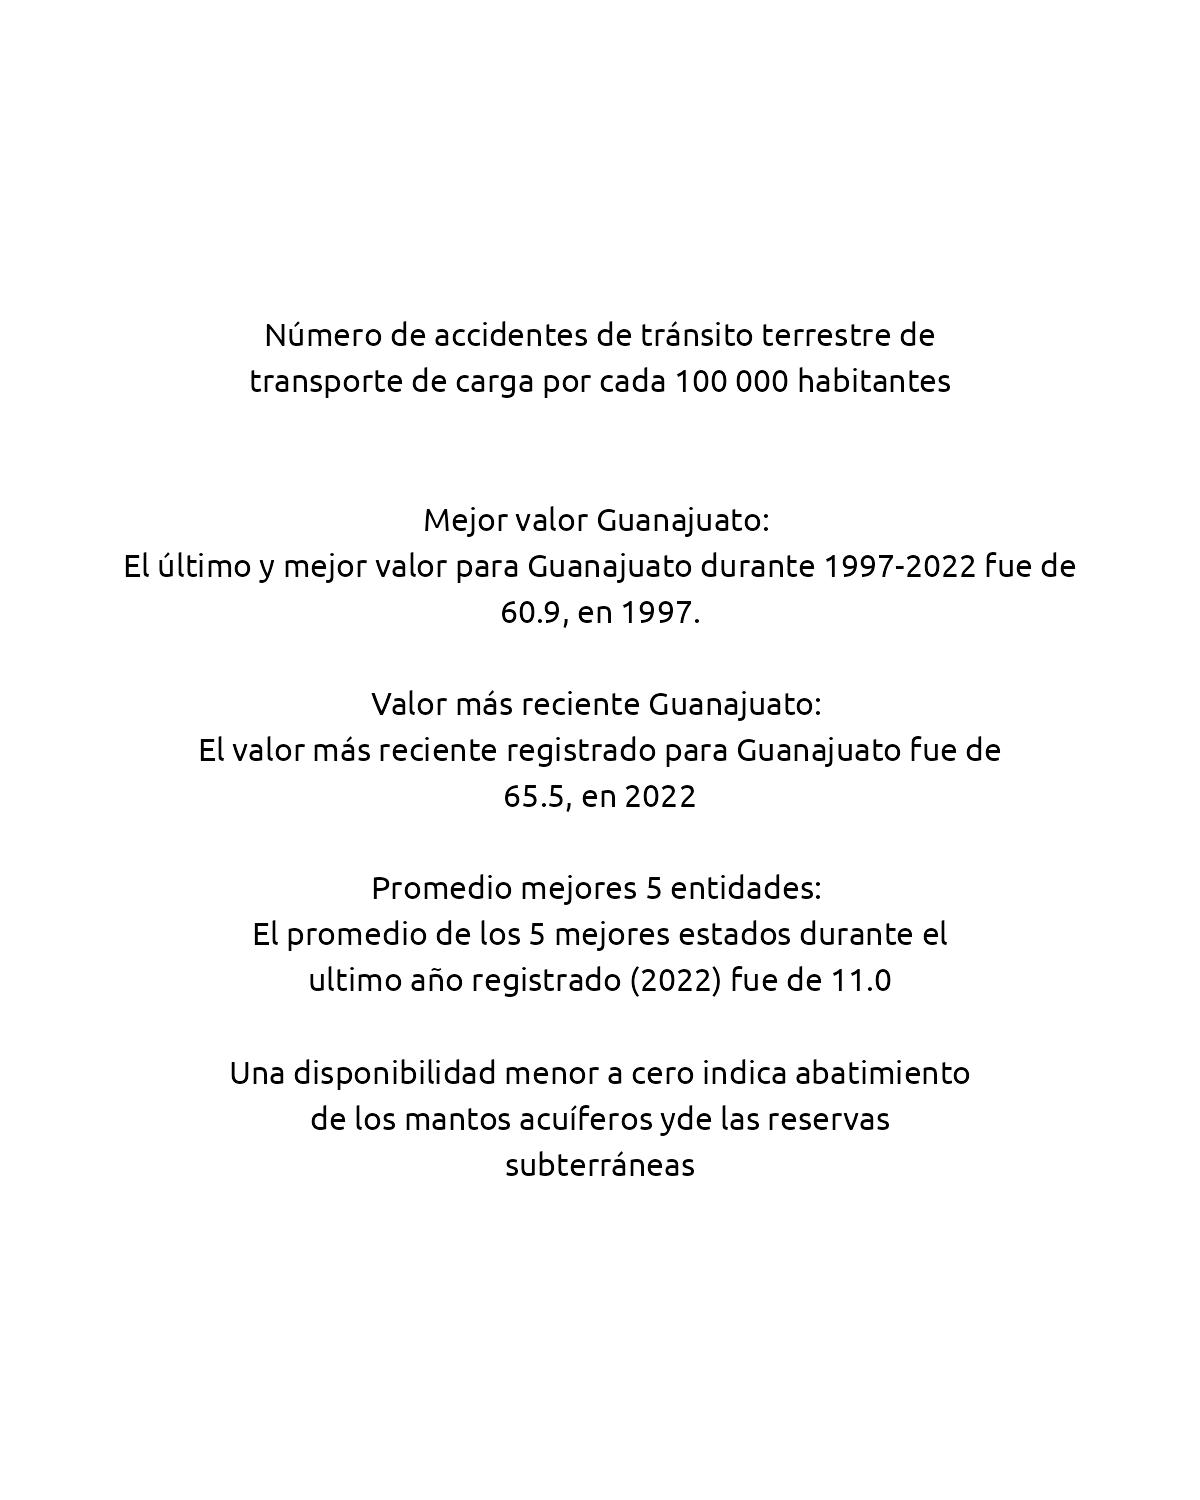 Número de accidentes de tránsito terrestre de
transporte de carga por cada 100 000 habitantes
Mejor valor Guanajuato:
El último y mejor valor para Guanajuato durante 1997-2022 fue de
60.9, en 1997.
Valor más reciente Guanajuato:
El valor más reciente registrado para Guanajuato fue de
65.5, en 2022
Promedio mejores 5 entidades:
El promedio de los 5 mejores estados durante el
ultimo año registrado (2022) fue de 11.0
Una disponibilidad menor a cero indica abatimiento
de los mantos acuíferos yde las reservas
subterráneas